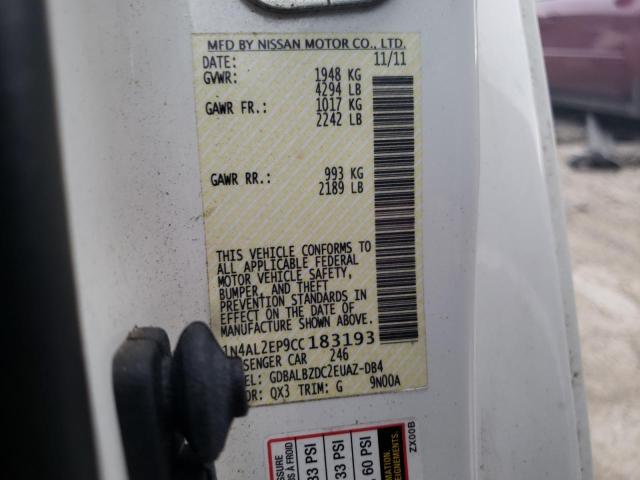 MFD BY NISSAN MOTOR CO., LTD.
DATE: 11/11
GVWR: 1948 KG
4294 LB
GAWR FR.: 1017 KG
2242 LB
GAWR RR.: 993 KG
2189 LB
THIS VEHICLE CONFORMS TO
ALL APPLICABLE FEDERAL
MOTOR VEHICLE SAFETY,
BUMPER, AND THEFT
PREVENTION STANDARDS IN
EFFECT ON THE DATE OF
MANUFACTURE SHOWN ABOVE.
1N4AL2EP9CC183193
SSENGER CAR 246
EL: GDBALBZDC2EUAZ-DB4
OR: QX3 TRIM: G 9N00A
ZX00B
33 PSI
33 PSI
60 PSI